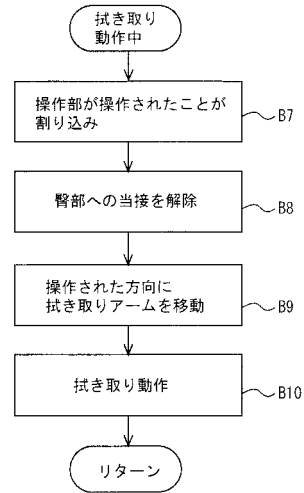 拭き取り
動作中
操作部が操作されたことが
割り込み
B7
臀部への当接を解除
B8
操作された方向に
拭き取りアームを移動
B9
拭き取り動作
B10
リターン